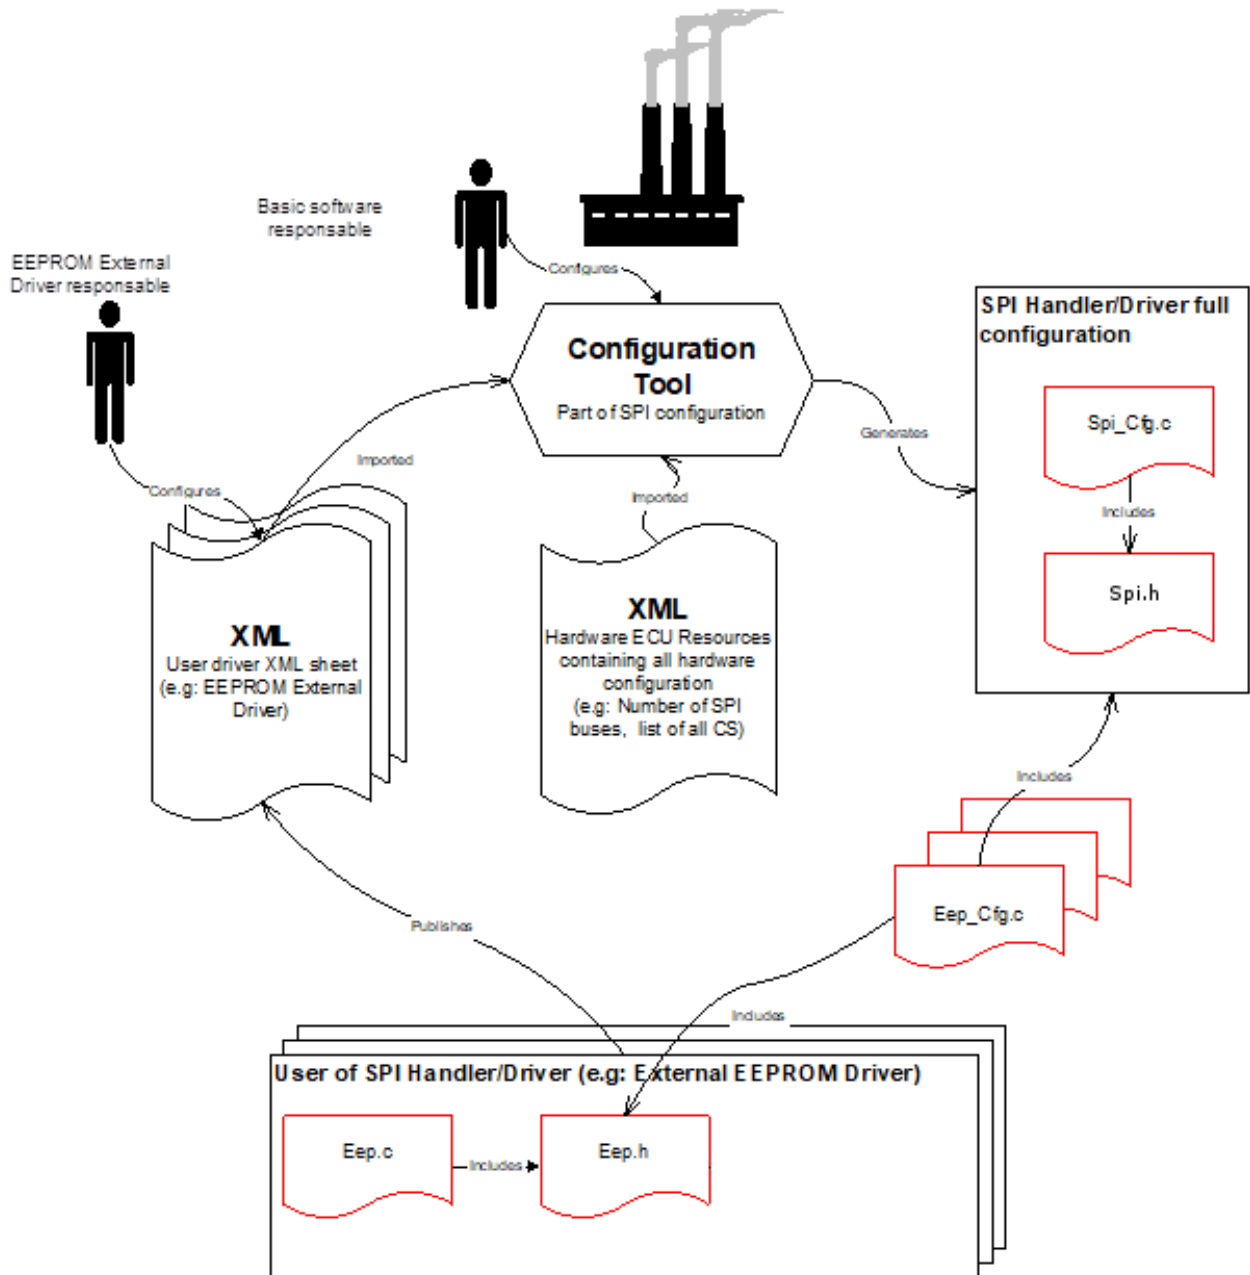 Basic software
responsable
EEPROM External
Driver responsable
Configures
SPI Handler/Driver full
configuration
Configuration
Tool
Part of SPI configuration
Spi_Cfg.c
Generates
Imported
Configures
Imported
Includes
Spi.h
XML
User driver XML sheet
(e.g: EEPROM External
Driver)
XML
Hardware ECU Resources
containing all hardware
configuration
(e.g: Number of SPI
buses, list of all CS)
Includes
Eep_Cfg.c
Publishes
Includes
User of SPI Handler/Driver (e.g: External EEPROM Driver)
Eep.c
Includes
Eep.h